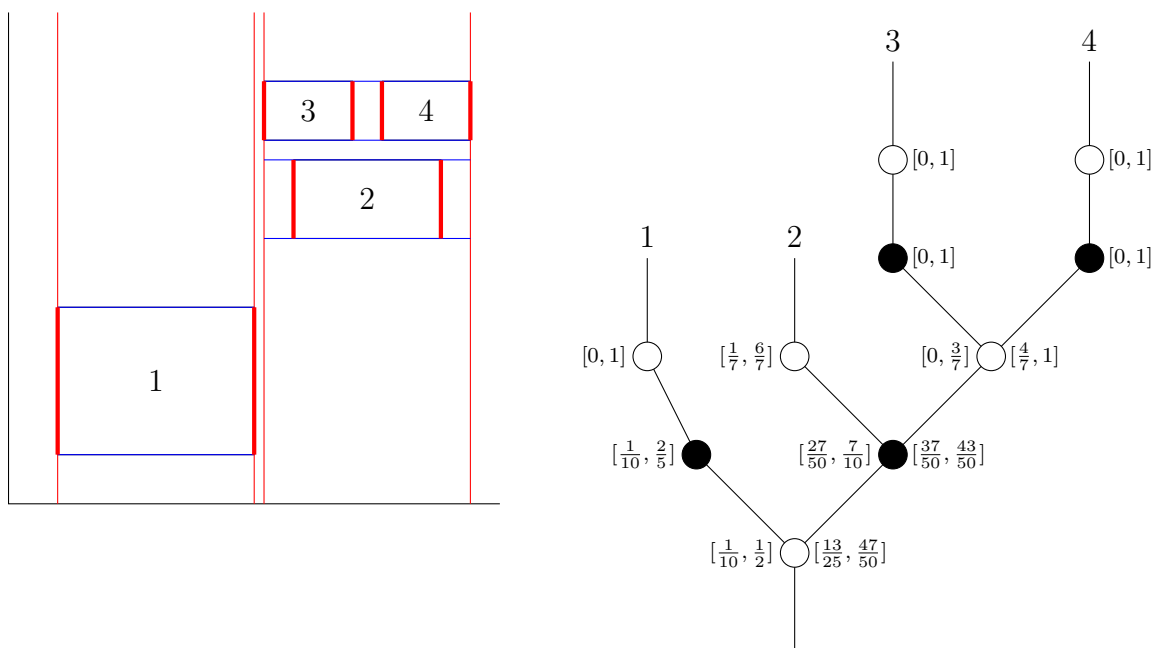 3 4
3 4
[0, 1] [0, 1]
2
1 2
[0, 1] [0, 1]
[0, 1] [1/7, 6/7] [0, 3/7] [4/7, 1]
1
[1/10, 2/5] [27/50, 7/10] [37/50, 43/50]
[1/10, 1/2] [13/25, 47/50]